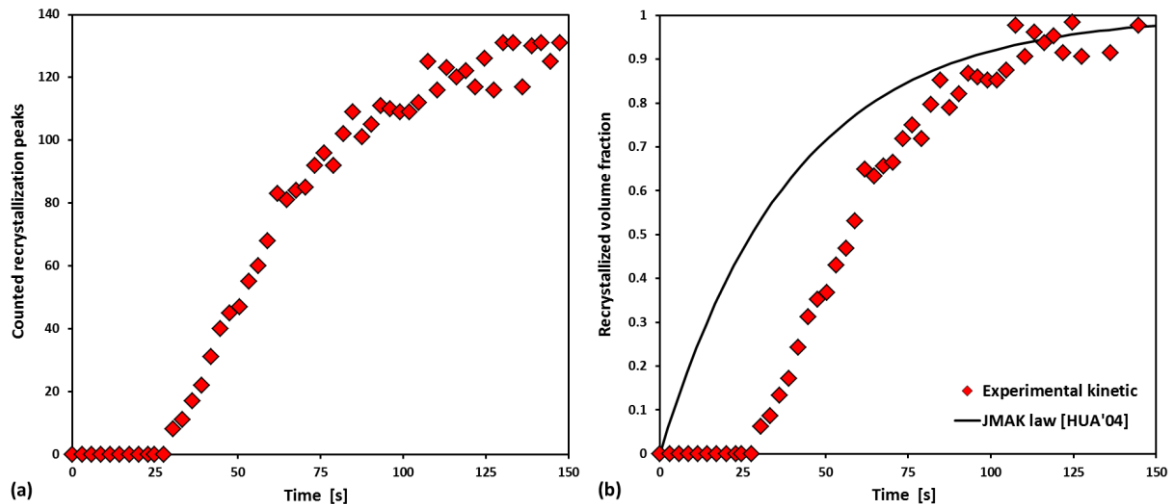 140
120
100
80
60
40
20
0
Counted recrystallization peaks
0 25 50 75 100 125 150
(a) Time [s]
1
0.9
0.8
0.7
0.6
0.5
0.4
0.3
0.2
0.1
0
Recrystallized volume fraction
Experimental kinetic
JMAK law [HUA'04]
0 25 50 75 100 125 150
(b) Time [s]